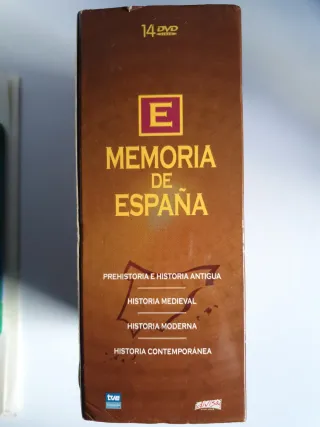 14 DVD
E
MEMORIA
DE
ESPAÑA
PREHISTORIA E HISTORIA ANTIGUA
HISTORIA MEDIEVAL
HISTORIA MODERNA
HISTORIA CONTEMPORÁNEA
tve